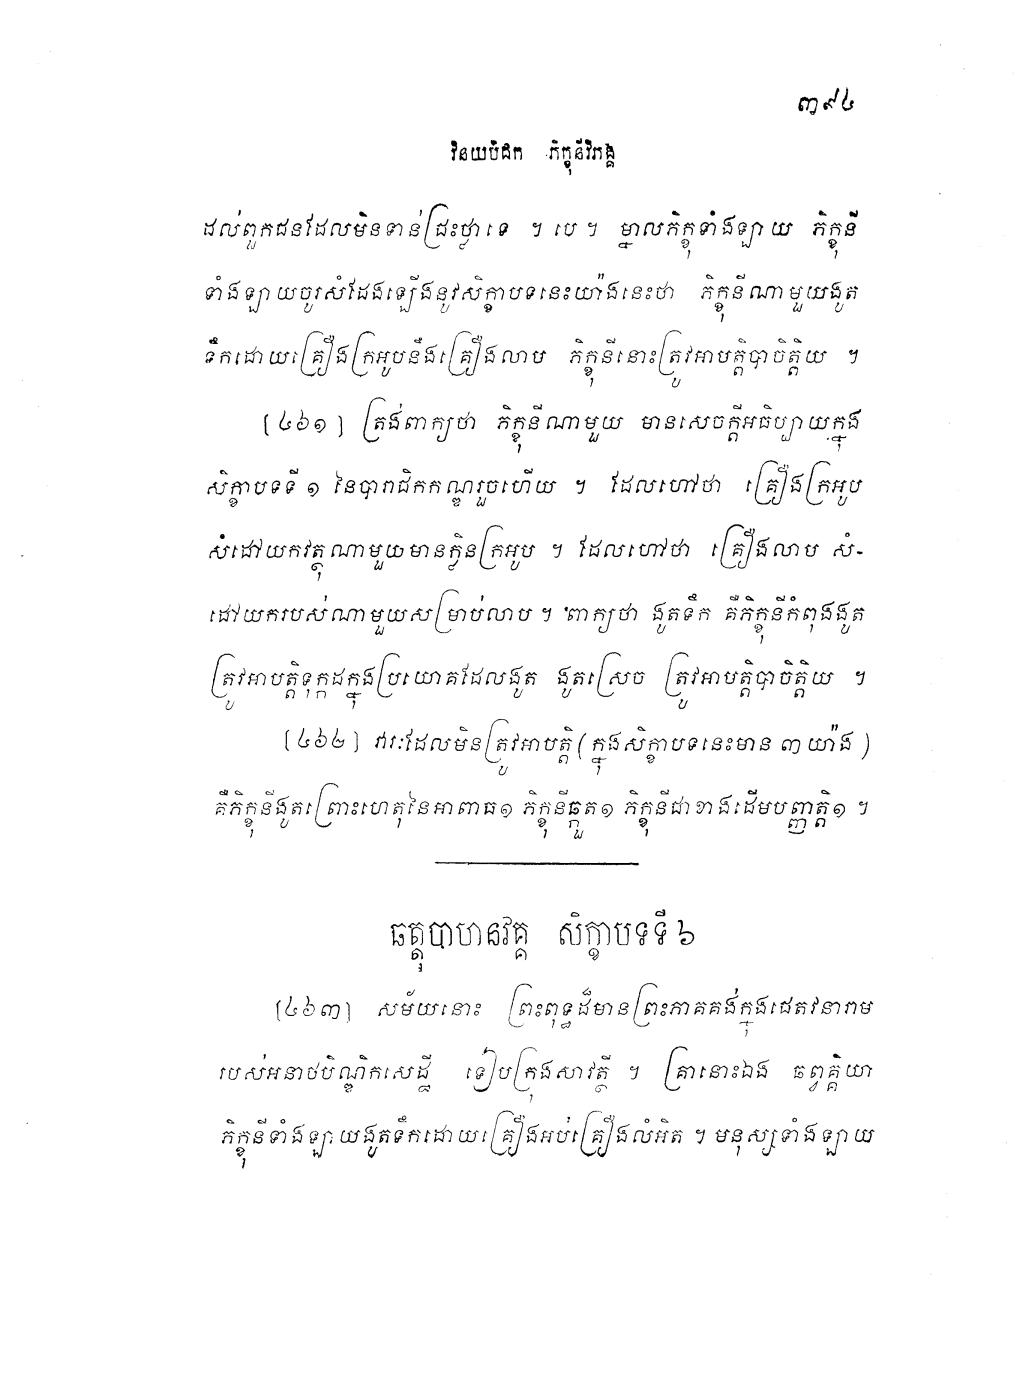 ៣៩៤
វិនយបិដក ភិក្ខុនីវិភង្គ
ដល់ពួកជនដែលមិនទាន់ជ្រះថ្លាទេ ។ បេ ។ ម្នាលភិក្ខុទាំងឡាយ ភិក្ខុនី
ទាំងឡាយចូរសំដែងឡើងនូវសិក្ខាបទនេះយ៉ាងនេះថា ភិក្ខុនីណាមួយងូត
ទឹកដោយគ្រឿងក្រអូបនឹងគ្រឿងលាប ភិក្ខុនីនោះត្រូវអាបត្តិបាចិត្តិយ ។
[៤៦១] ត្រង់ពាក្យថា ភិក្ខុនីណាមួយ មានសេចក្តីអធិប្បាយក្នុង
សិក្ខាបទទី ១ នៃបារាជិកកណ្ឌរួចហើយ ។ ដែលហៅថា គ្រឿងក្រអូប
សំដៅយកវត្ថុណាមួយមានក្លិនក្រអូប ។ ដែលហៅថា គ្រឿងលាប សំ-
ដៅយករបស់ណាមួយសម្រាប់លាប ។ ពាក្យថា ងូតទឹក គឺភិក្ខុនីកំពុងងូត
ត្រូវអាបត្តិទុក្កដក្នុងប្រយោគដែលងូត ងូតស្រេច ត្រូវអាបត្តិបាចិត្តិយ ។
[៤៦២] វារៈដែលមិនត្រូវអាបត្តិ (ក្នុងសិក្ខាបទនេះមាន ៣ យ៉ាង)
គឺភិក្ខុនីងូតព្រោះហេតុនៃអាពាធ១ ភិក្ខុនីឆ្កួត១ ភិក្ខុនីជាខាងដើមបញ្ញត្តិ១ ។
ឆត្តុបាហនវគ្គ សិក្ខាបទទី ៦
[៤៦៣] សម័យនោះ ព្រះពុទ្ធដ៏មានព្រះភាគគង់ក្នុងជេតវនារាម
របស់អនាថបិណ្ឌិកសេដ្ឋី ទៀបក្រុងសាវត្ថី ។ គ្រានោះឯង ឆព្វគ្គិយា
ភិក្ខុនីទាំងឡាយងូតទឹកដោយគ្រឿងអប់គ្រឿងលំអិត ។ មនុស្សទាំងឡាយ